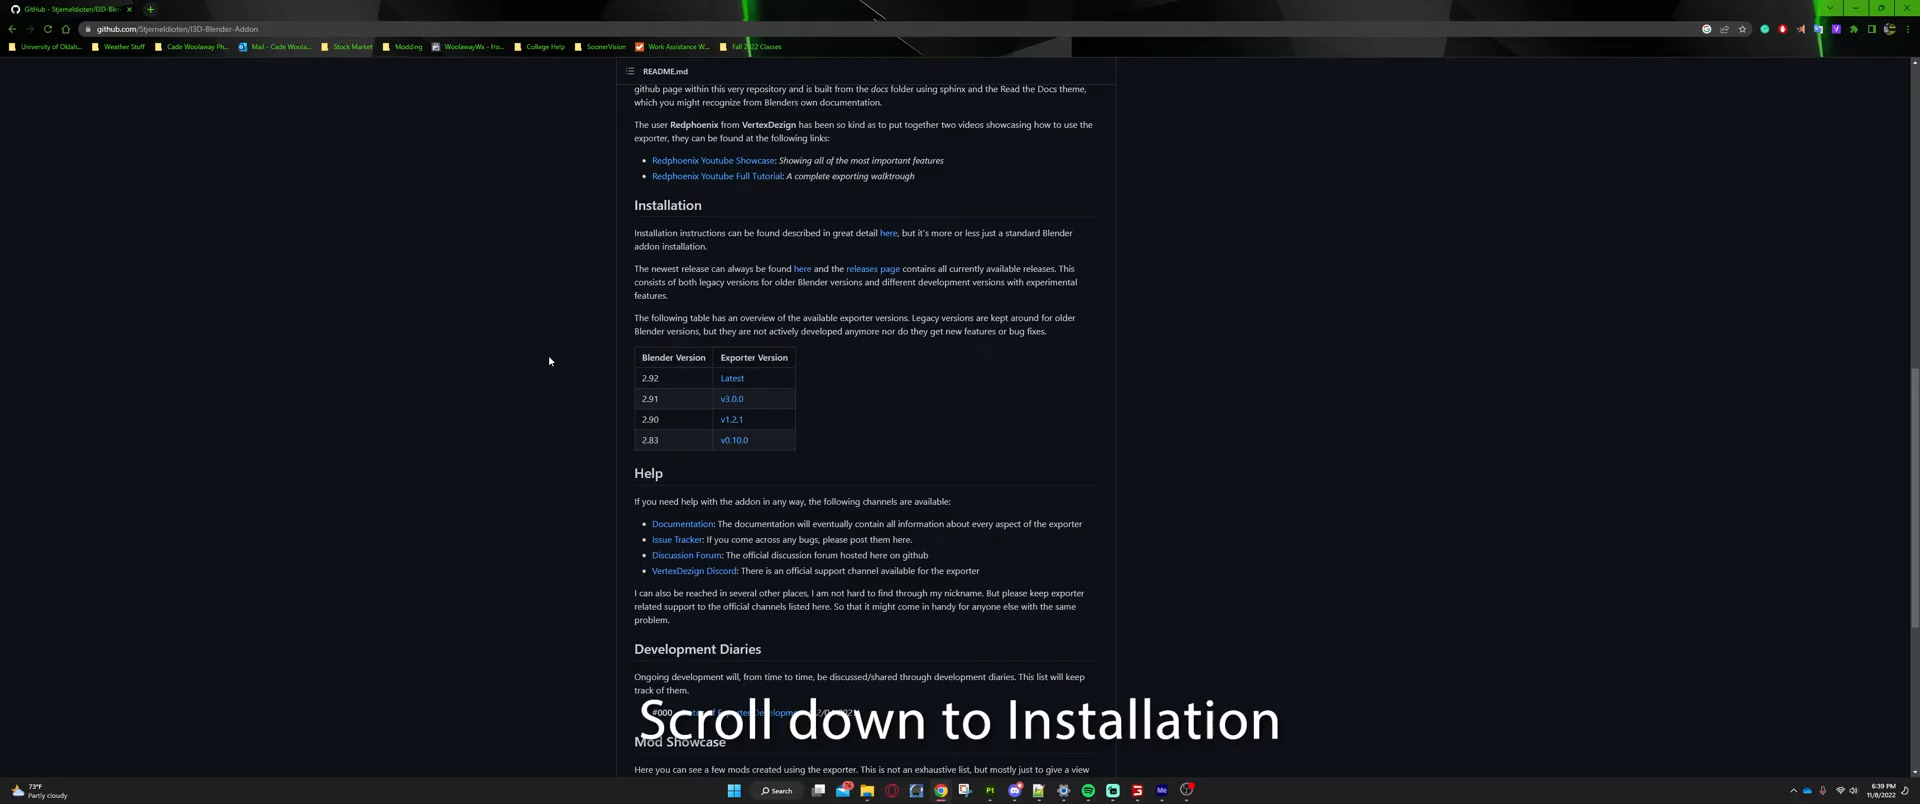 GitHub - StjerneIdioten/I3D-Ble
github.com/StjerneIdioten/I3D-Blender-Addon
University of Oklah... Weather Stuff Cade Woolaway Ph... Mail - Cade Woola... Stock Market Modding WoolawayWx - Ho... College Help SoonerVision Work Assistance W... Fall 2022 Classes
README.md
github page within this very repository and is built from the docs folder using sphinx and the Read the Docs theme,
which you might recognize from Blenders own documentation.
The user Redphoenix from VertexDezign has been so kind as to put together two videos showcasing how to use the
exporter, they can be found at the following links:
• Redphoenix Youtube Showcase: Showing all of the most important features
• Redphoenix Youtube Full Tutorial: A complete exporting walktrough
Installation
Installation instructions can be found described in great detail here, but it's more or less just a standard Blender
addon installation.
The newest release can always be found here and the releases page contains all currently available releases. This
consists of both legacy versions for older Blender versions and different development versions with experimental
features.
The following table has an overview of the available exporter versions. Legacy versions are kept around for older
Blender versions, but they are not actively developed anymore nor do they get new features or bug fixes.
Blender Version Exporter Version
2.92 Latest
2.91 v3.0.0
2.90 v1.2.1
2.83 v0.10.0
Help
If you need help with the addon in any way, the following channels are available:
• Documentation: The documentation will eventually contain all information about every aspect of the exporter
• Issue Tracker: If you come across any bugs, please post them here.
• Discussion Forum: The official discussion forum hosted here on github
• VertexDezign Discord: There is an official support channel available for the exporter
I can also be reached in several other places, I am not hard to find through my nickname. But please keep exporter
related support to the official channels listed here. So that it might come in handy for anyone else with the same
problem.
Development Diaries
Ongoing development will, from time to time, be discussed/shared through development diaries. This list will keep
track of them.
#000
Scroll down to Installation
Mod Showcase
Here you can see a few mods created using the exporter. This is not an exhaustive list, but mostly just to give a view
73°F
Partly cloudy
Search
6:39 PM
11/8/2022